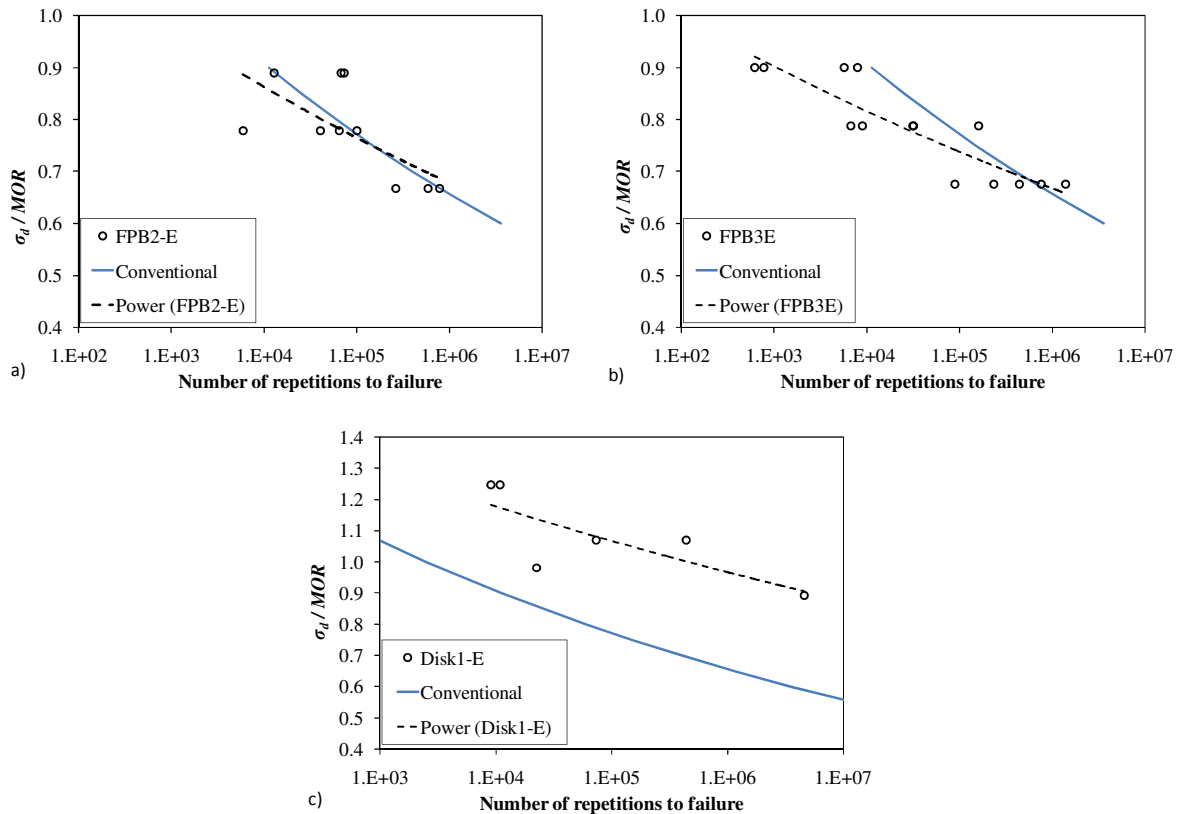 1.0
0.9
0.8
0.7
0.6
0.5
0.4
σd / MOR
FPB2-E
Conventional
Power (FPB2-E)
1.E+02 1.E+03 1.E+04 1.E+05 1.E+06 1.E+07
Number of repetitions to failure
a)
1.0
0.9
0.8
0.7
0.6
0.5
0.4
σd / MOR
FPB3E
Conventional
Power (FPB3E)
1.E+02 1.E+03 1.E+04 1.E+05 1.E+06 1.E+07
Number of repetitions to failure
b)
1.4
1.3
1.2
1.1
1.0
0.9
0.8
0.7
0.6
0.5
0.4
σd / MOR
Disk1-E
Conventional
Power (Disk1-E)
1.E+03 1.E+04 1.E+05 1.E+06 1.E+07
Number of repetitions to failure
c)